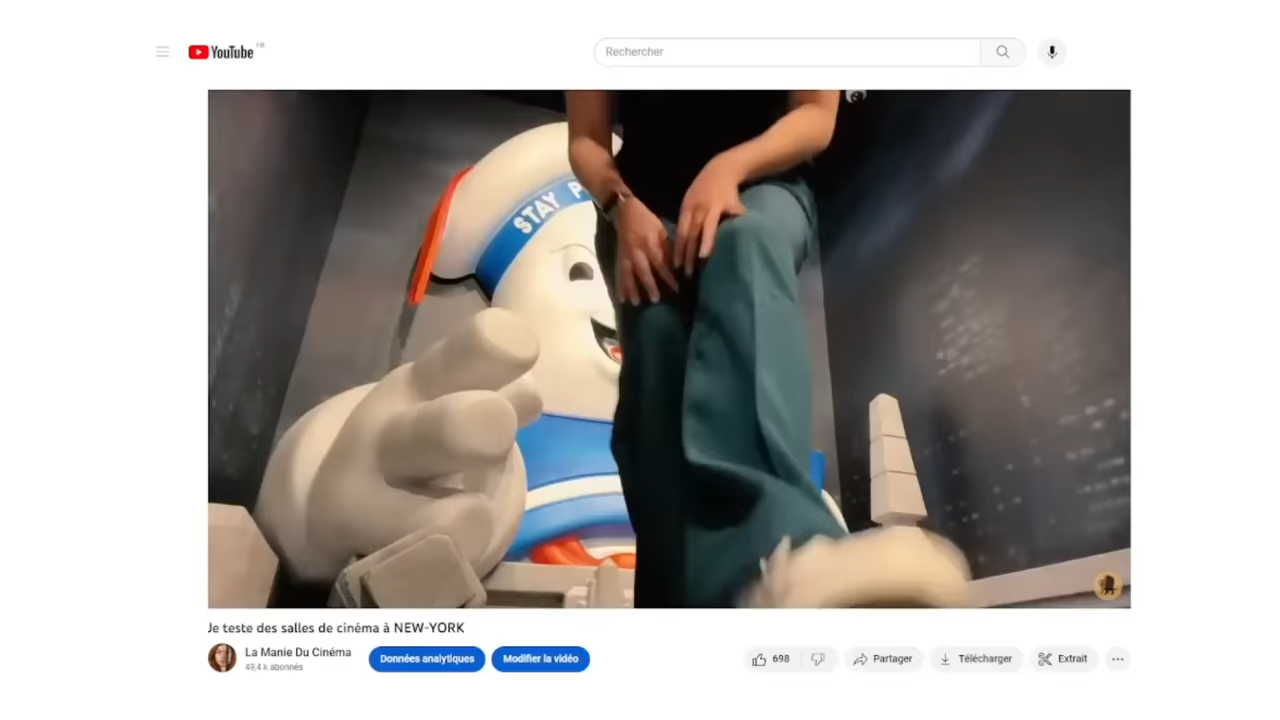 YouTube FR
Rechercher
STAY P
Je teste des salles de cinéma à NEW-YORK
La Manie Du Cinéma
49,4 k abonnés
Données analytiques
Modifier la vidéo
698
Partager
Télécharger
Extrait